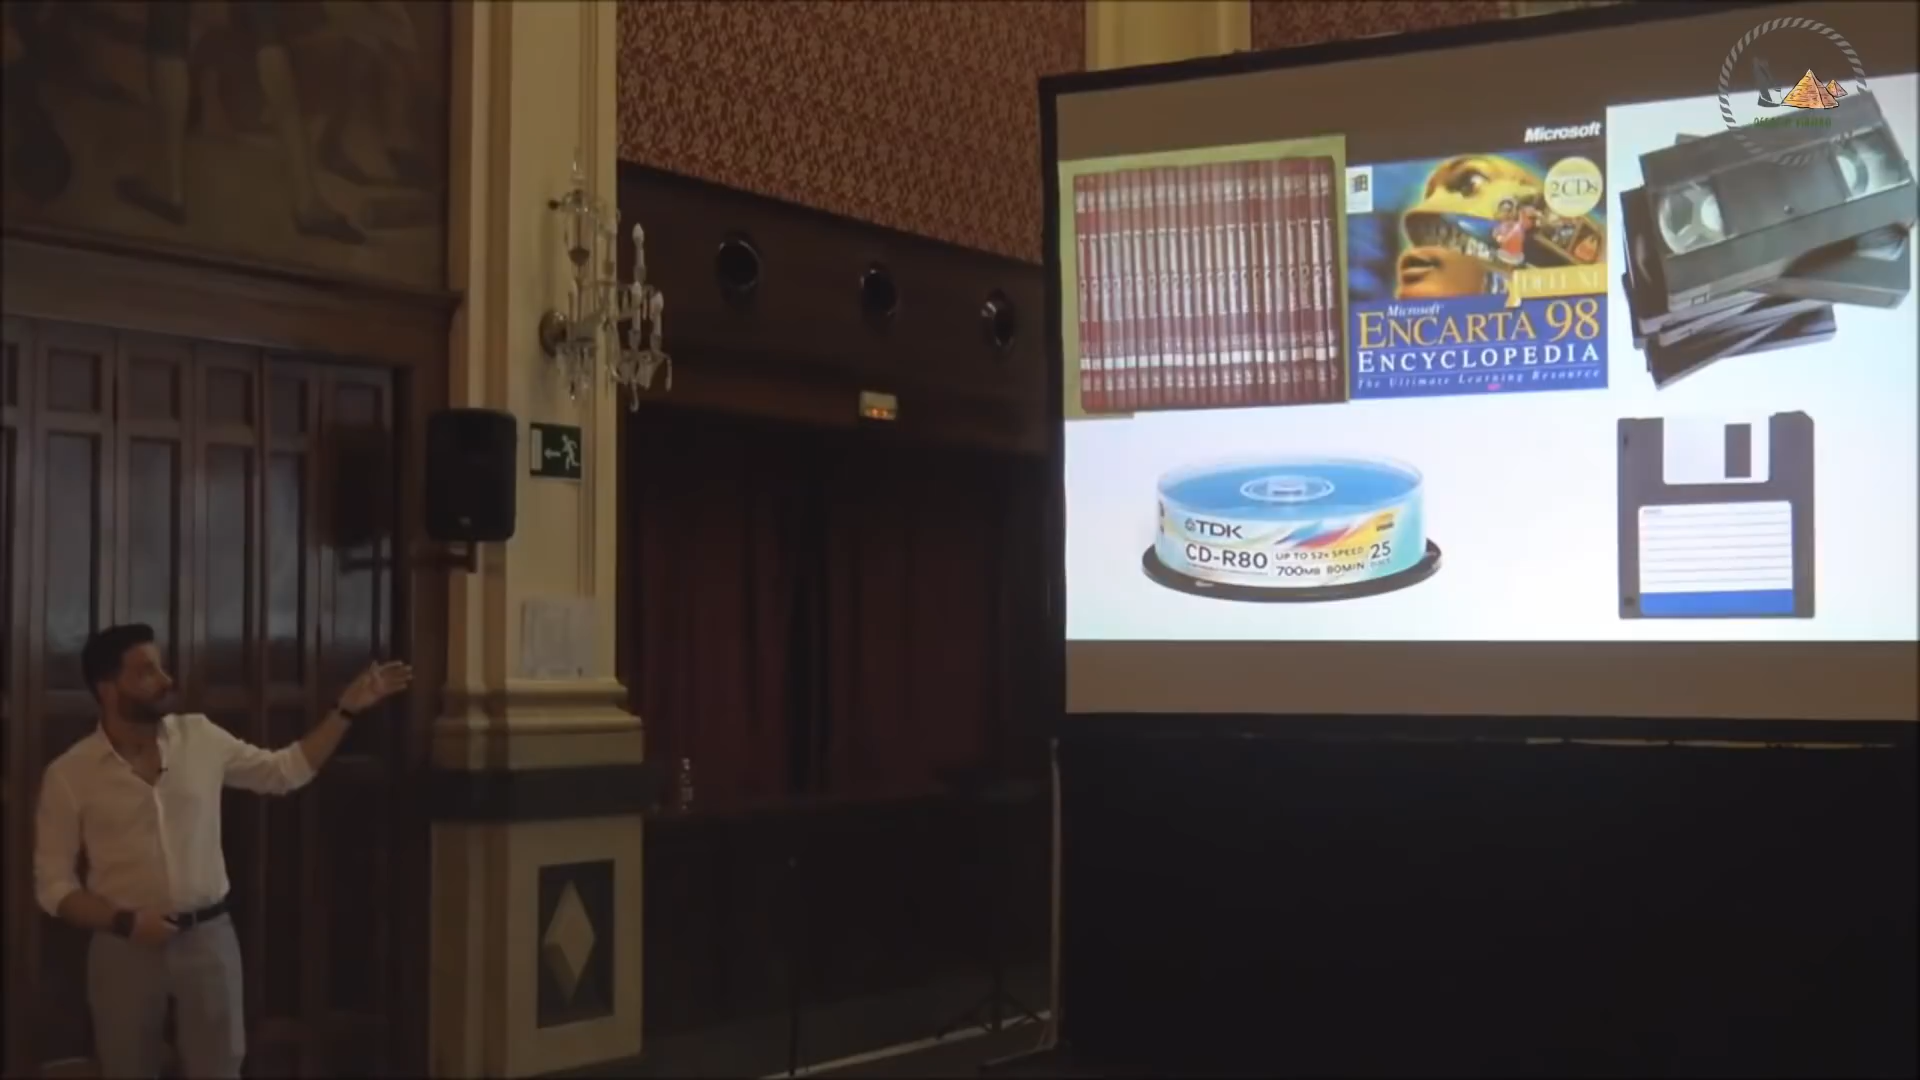 Microsoft
2CDs
Microsoft
ENCARTA 98
ENCYCLOPEDIA
The Ultimate Learning Resource
TDK
CD-R80
UP TO 52x SPEED
700MB 80MIN
25